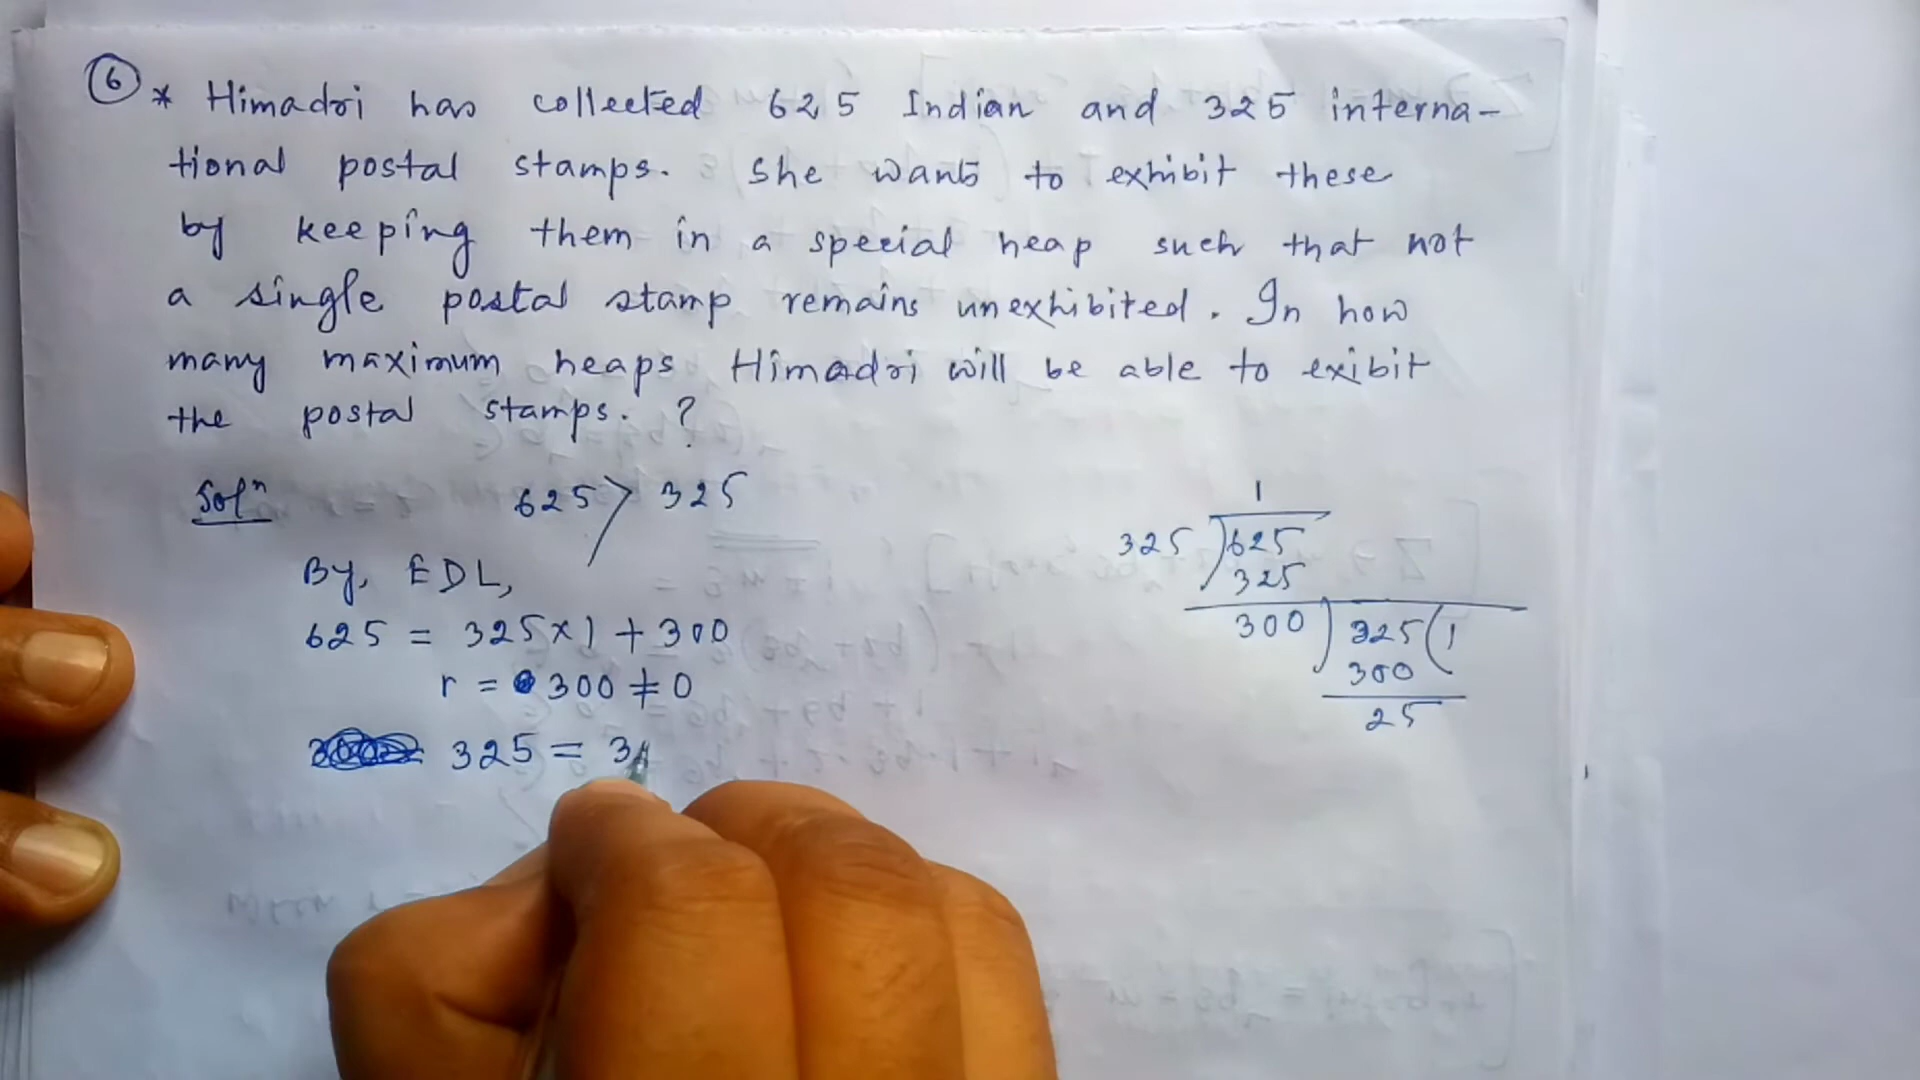 6 * Himadri has collected 625 Indian and 325 interna-
tional postal stamps. She wants to exhibit these
by keeping them in a special heap such that not
a single postal stamp remains unexhibited. In how
many maximum heaps Himadri will be able to exibit
the postal stamps. ?
Solⁿ 625 > 325
By, EDL,
625 = 325 × 1 + 300
r = 300 ≠ 0
325 = 3
1
325 ) 625
325
300 ) 325 ( 1
300
25